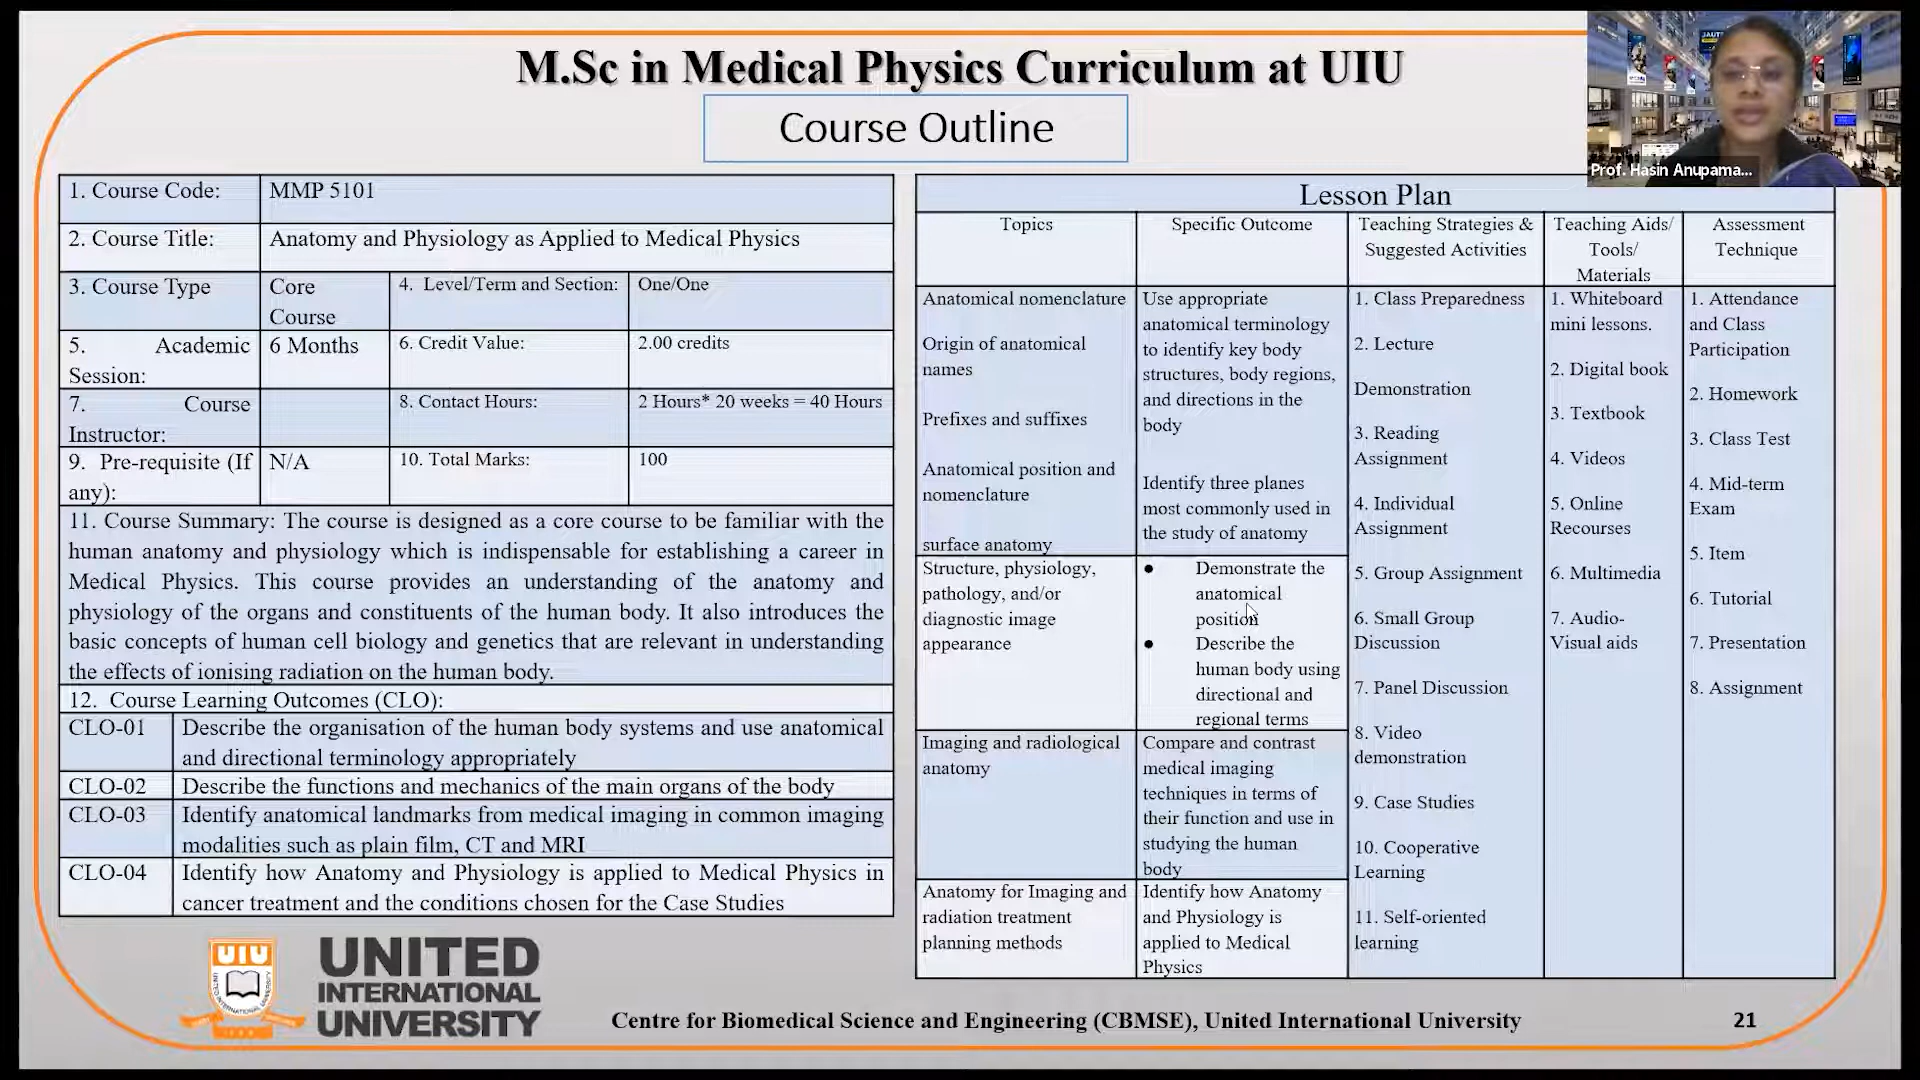 M.Sc in Medical Physics Curriculum at UIU
Course Outline
Prof. Hasin Anupama...
1. Course Code:
MMP 5101
2. Course Title:
Anatomy and Physiology as Applied to Medical Physics
3. Course Type
Core
Course
4. Level/Term and Section:
One/One
5. Academic
Session:
6 Months
6. Credit Value:
2.00 credits
7. Course
Instructor:
8. Contact Hours:
2 Hours* 20 weeks = 40 Hours
9. Pre-requisite (If
any):
N/A
10. Total Marks:
100
11. Course Summary: The course is designed as a core course to be familiar with the
human anatomy and physiology which is indispensable for establishing a career in
Medical Physics. This course provides an understanding of the anatomy and
physiology of the organs and constituents of the human body. It also introduces the
basic concepts of human cell biology and genetics that are relevant in understanding
the effects of ionising radiation on the human body.
12. Course Learning Outcomes (CLO):
CLO-01
Describe the organisation of the human body systems and use anatomical
and directional terminology appropriately
CLO-02
Describe the functions and mechanics of the main organs of the body
CLO-03
Identify anatomical landmarks from medical imaging in common imaging
modalities such as plain film, CT and MRI
CLO-04
Identify how Anatomy and Physiology is applied to Medical Physics in
cancer treatment and the conditions chosen for the Case Studies
Lesson Plan
Topics
Specific Outcome
Teaching Strategies &
Suggested Activities
Teaching Aids/
Tools/
Materials
Assessment
Technique
Anatomical nomenclature
Origin of anatomical
names
Prefixes and suffixes
Anatomical position and
nomenclature
surface anatomy
Use appropriate
anatomical terminology
to identify key body
structures, body regions,
and directions in the
body
Identify three planes
most commonly used in
the study of anatomy
Structure, physiology,
pathology, and/or
diagnostic image
appearance
● Demonstrate the
anatomical
position
● Describe the
human body using
directional and
regional terms
Imaging and radiological
anatomy
Compare and contrast
medical imaging
techniques in terms of
their function and use in
studying the human
body
Anatomy for Imaging and
radiation treatment
planning methods
Identify how Anatomy
and Physiology is
applied to Medical
Physics
1. Class Preparedness
2. Lecture
Demonstration
3. Reading
Assignment
4. Individual
Assignment
5. Group Assignment
6. Small Group
Discussion
7. Panel Discussion
8. Video
demonstration
9. Case Studies
10. Cooperative
Learning
11. Self-oriented
learning
1. Whiteboard
mini lessons.
2. Digital book
3. Textbook
4. Videos
5. Online
Recourses
6. Multimedia
7. Audio-
Visual aids
1. Attendance
and Class
Participation
2. Homework
3. Class Test
4. Mid-term
Exam
5. Item
6. Tutorial
7. Presentation
8. Assignment
UIU
UNITED
INTERNATIONAL
UNIVERSITY
Centre for Biomedical Science and Engineering (CBMSE), United International University
21